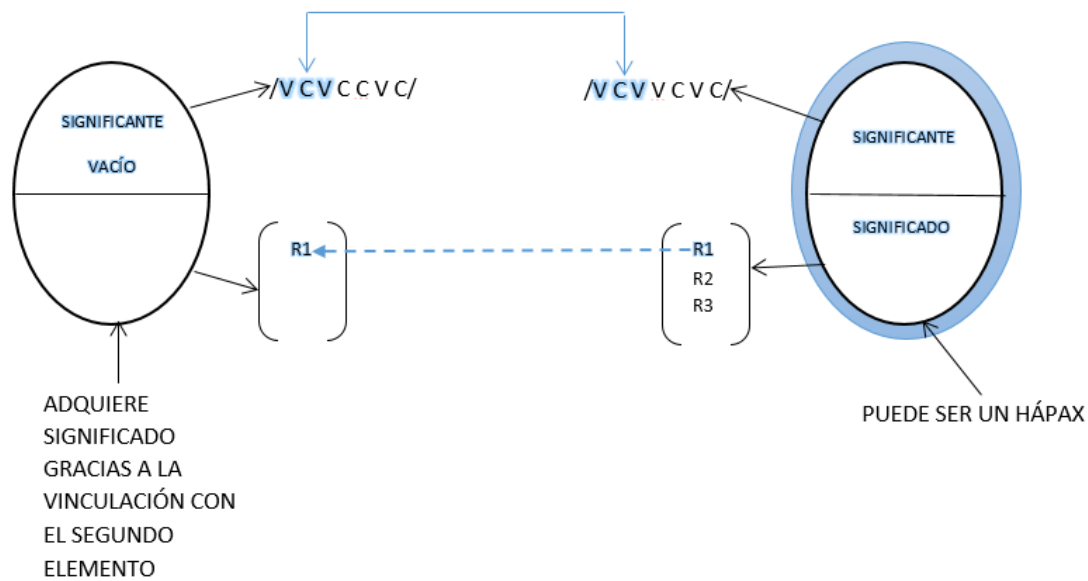 /V C V C C V C/
/V C V V C V C/
SIGNIFICANTE
VACÍO
SIGNIFICANTE
SIGNIFICADO
R1
R1
R2
R3
ADQUIERE
SIGNIFICADO
GRACIAS A LA
VINCULACIÓN CON
EL SEGUNDO
ELEMENTO
PUEDE SER UN HÁPAX